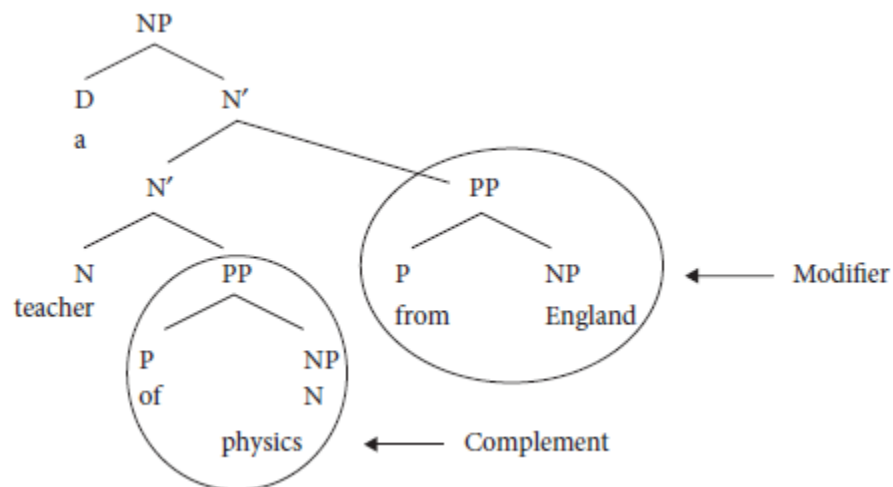 NP
D N′
a
N′ PP
N PP P NP Modifier
teacher from England
P NP
of N
physics Complement